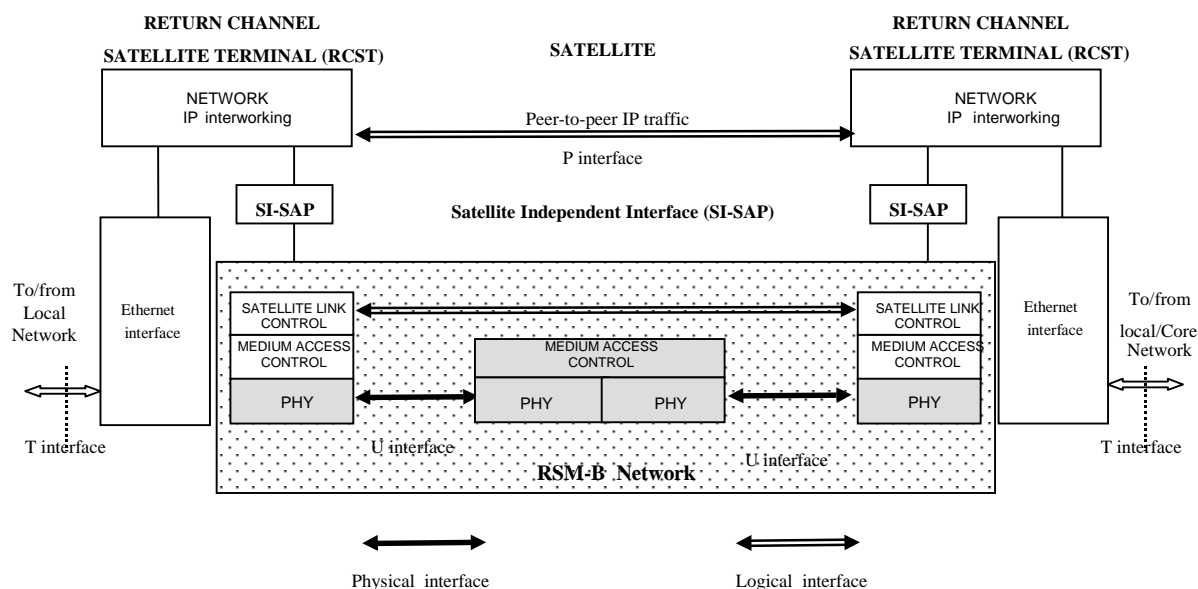 RETURN CHANNEL
SATELLITE TERMINAL (RCST)
SATELLITE
RETURN CHANNEL
SATELLITE TERMINAL (RCST)
NETWORK
IP interworking
Peer-to-peer IP traffic
P interface
NETWORK
IP interworking
SI-SAP
Satellite Independent Interface (SI-SAP)
SI-SAP
To/from
Local
Network
Ethernet
interface
SATELLITE LINK
CONTROL
MEDIUM ACCESS
CONTROL
PHY
MEDIUM ACCESS
CONTROL
PHY
PHY
SATELLITE LINK
CONTROL
MEDIUM ACCESS
CONTROL
PHY
Ethernet
interface
To/from
local/Core
Network
T interface
U interface
U interface
T interface
RSM-B Network
Physical interface
Logical interface